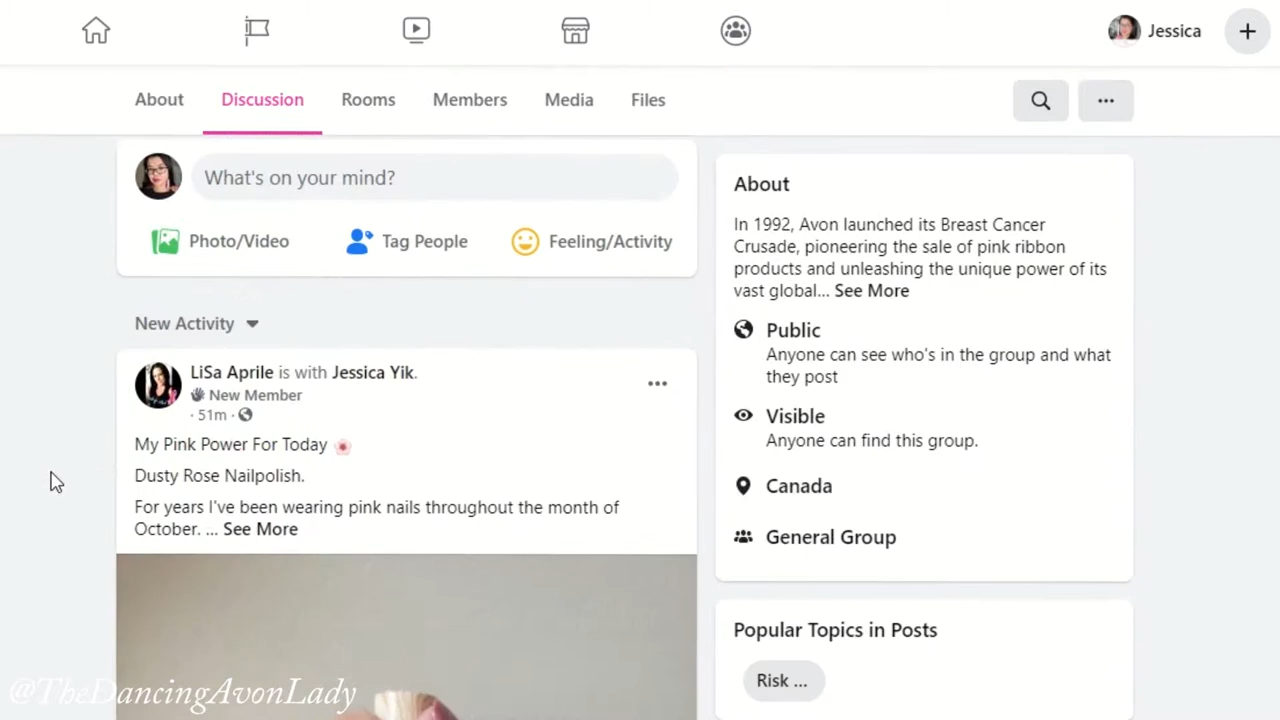 Jessica
About
Discussion
Rooms
Members
Media
Files
What's on your mind?
Photo/Video
Tag People
Feeling/Activity
New Activity
LiSa Aprile is with Jessica Yik.
New Member
· 51m ·
My Pink Power For Today
Dusty Rose Nailpolish.
For years I've been wearing pink nails throughout the month of
October. ... See More
About
In 1992, Avon launched its Breast Cancer
Crusade, pioneering the sale of pink ribbon
products and unleashing the unique power of its
vast global... See More
Public
Anyone can see who's in the group and what
they post
Visible
Anyone can find this group.
Canada
General Group
Popular Topics in Posts
Risk ...
@TheDancingAvonLady